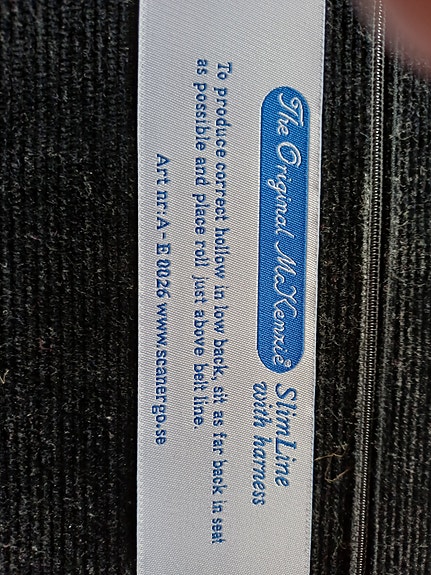 The Original McKenzie® SlimLine
with harness
To produce correct hollow in low back, sit as far back in seat
as possible and place roll just above belt line.
Art nr:A-E 0026 www.scanergo.se